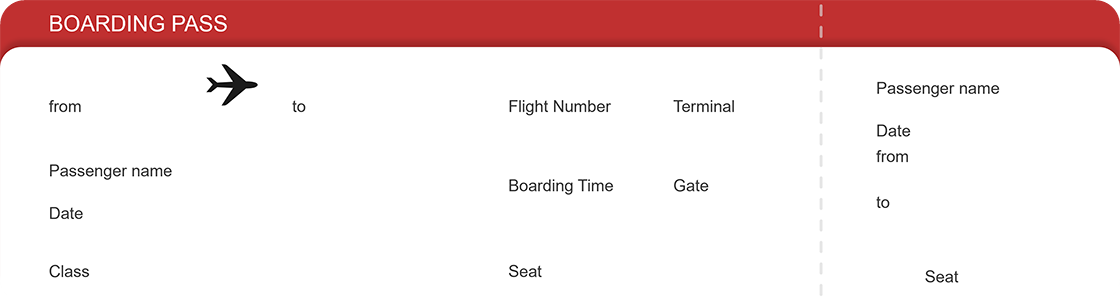 BOARDING PASS
from to
Flight Number Terminal
Passenger name
Boarding Time Gate
Date
Class
Seat
Passenger name
Date
from
to
Seat